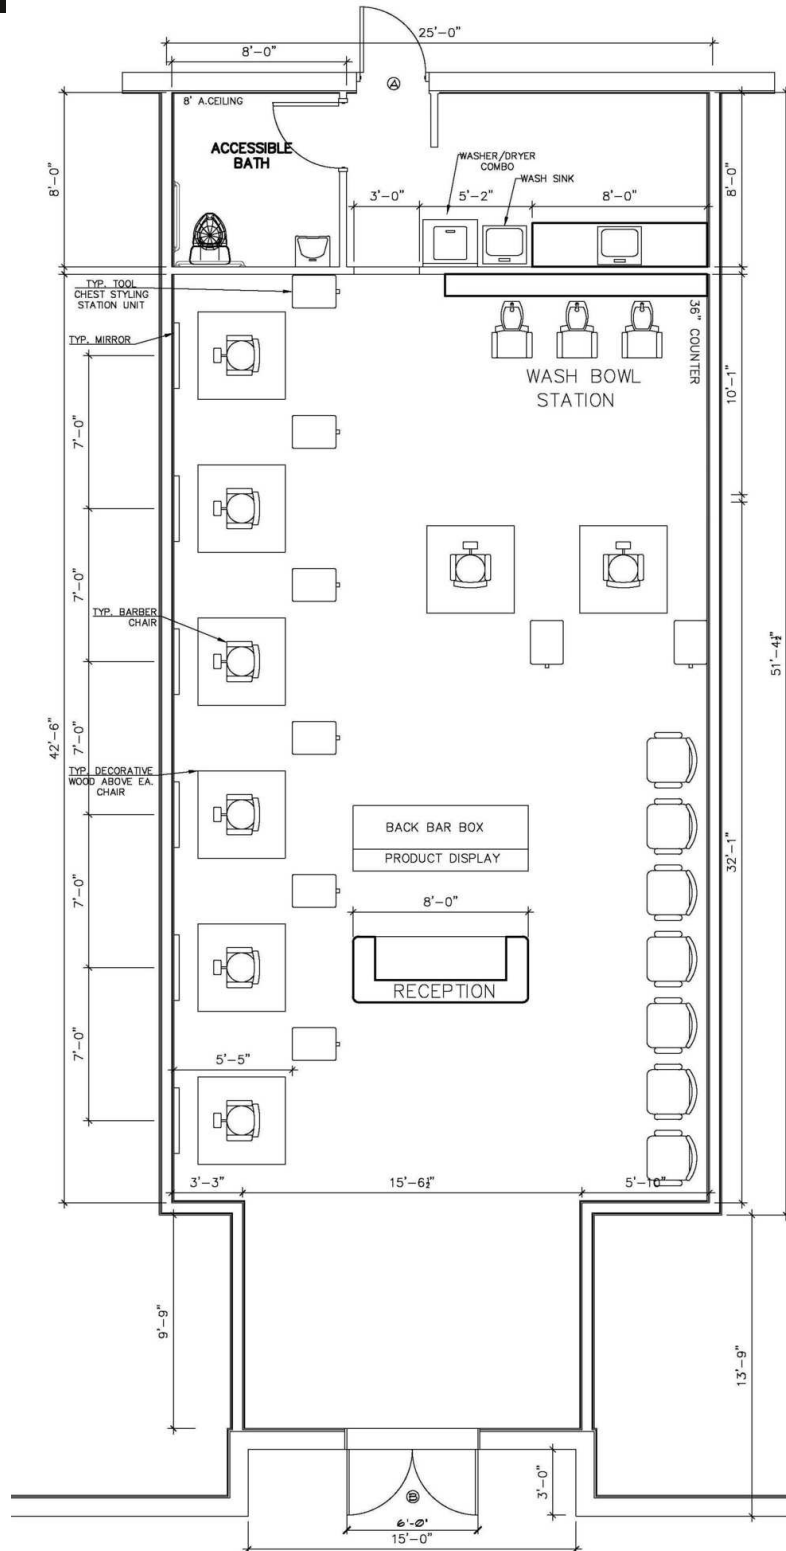 25'-0"
8'-0"
A
8' A.CEILING
ACCESSIBLE
BATH
WASHER/DRYER
COMBO
WASH SINK
8'-0"
3'-0"
5'-2"
8'-0"
8'-0"
TYP. TOOL
CHEST STYLING
STATION UNIT
TYP. MIRROR
36" COUNTER
WASH BOWL
STATION
10'-1"
7'-0"
7'-0"
TYP. BARBER
CHAIR
51'-4½"
42'-6"
7'-0"
TYP. DECORATIVE
WOOD ABOVE EA.
CHAIR
BACK BAR BOX
PRODUCT DISPLAY
32'-1"
7'-0"
8'-0"
RECEPTION
7'-0"
5'-5"
3'-3"
15'-6½"
5'-10"
9'-9"
13'-9"
3'-0"
B
6'-0'
15'-0"